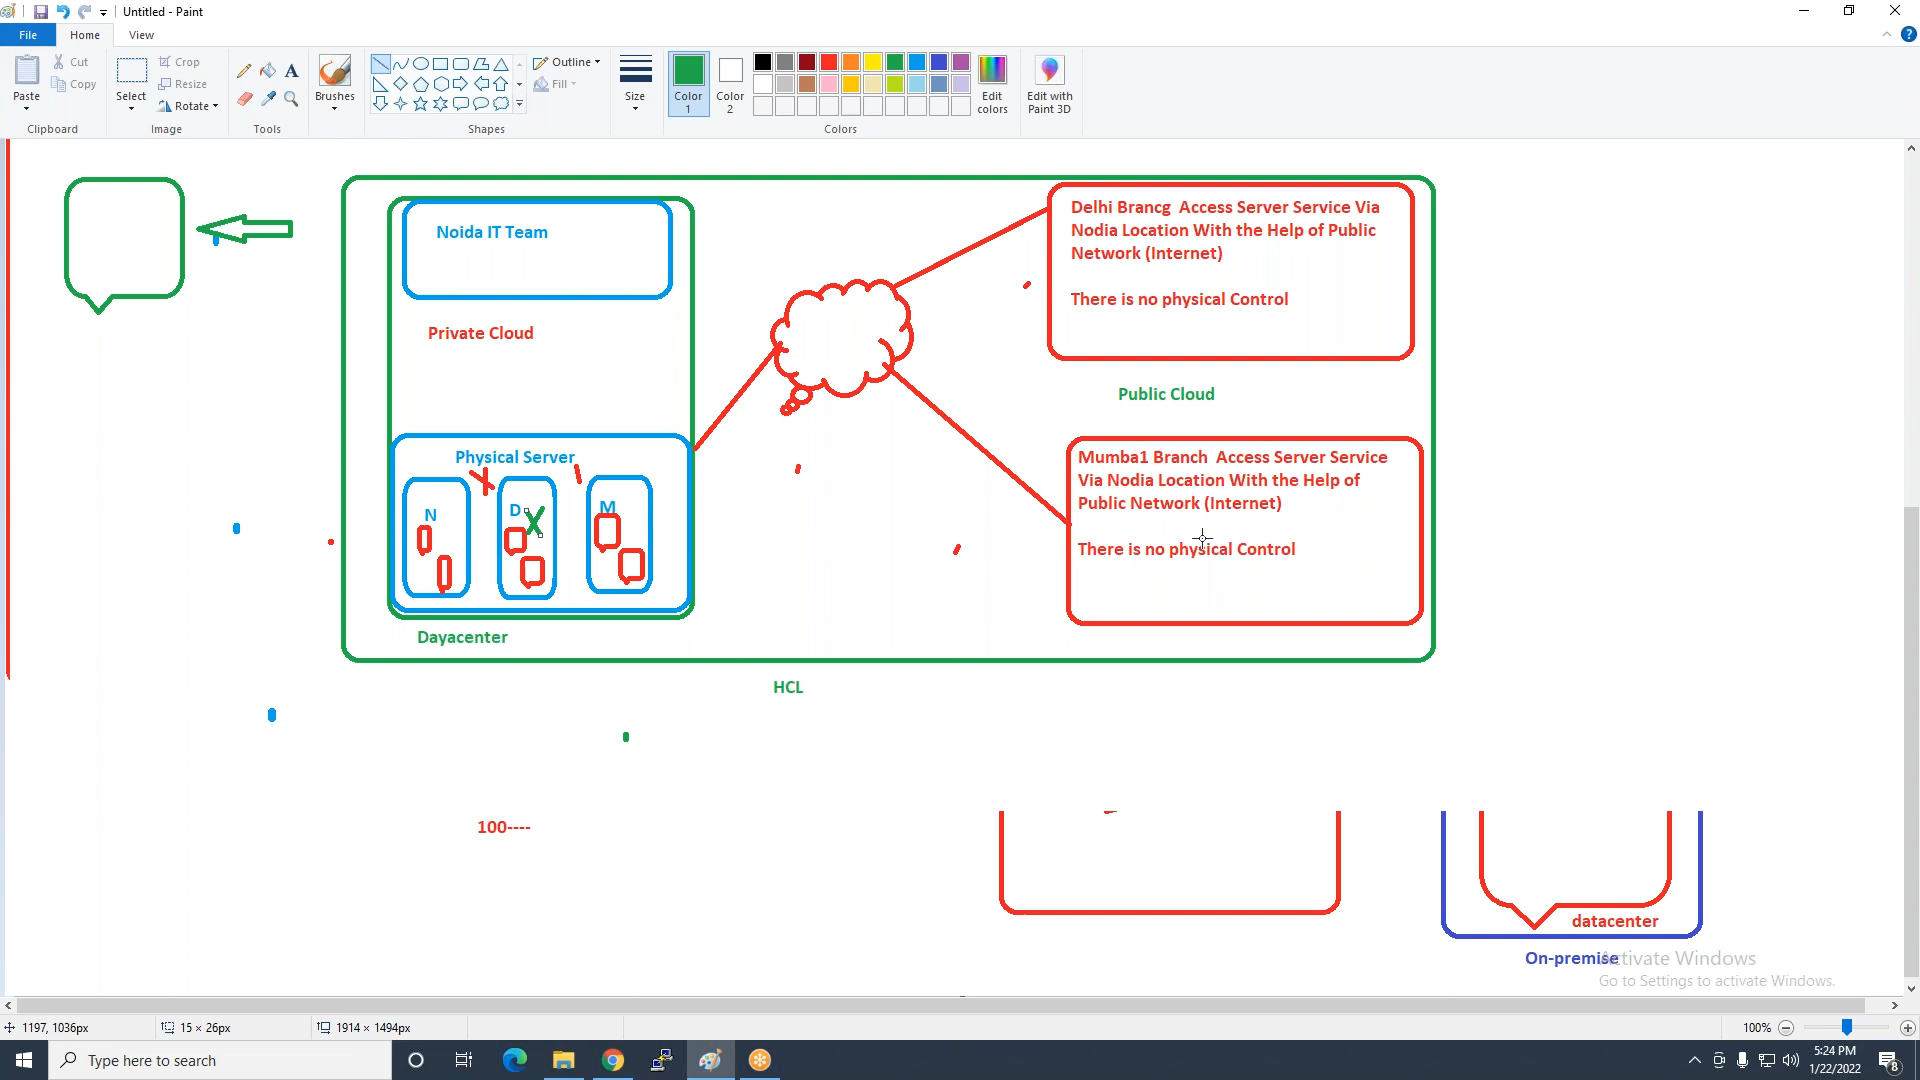 Untitled - Paint
File
Home
View
Paste
Cut
Copy
Clipboard
Select
Crop
Resize
Rotate
Image
Tools
A
Brushes
Shapes
Outline
Fill
Size
Color
1
Color
2
Colors
Edit
colors
Edit with
Paint 3D
Noida IT Team
Private Cloud
Physical Server
N
D
M
Dayacenter
HCL
Delhi Brancg Access Server Service Via
Nodia Location With the Help of Public
Network (Internet)
There is no physical Control
Public Cloud
Mumba1 Branch Access Server Service
Via Nodia Location With the Help of
Public Network (Internet)
There is no physical Control
100----
datacenter
On-premise
Activate Windows
Go to Settings to activate Windows.
1197, 1036px
15 × 26px
1914 × 1494px
100%
Type here to search
5:24 PM
1/22/2022
8